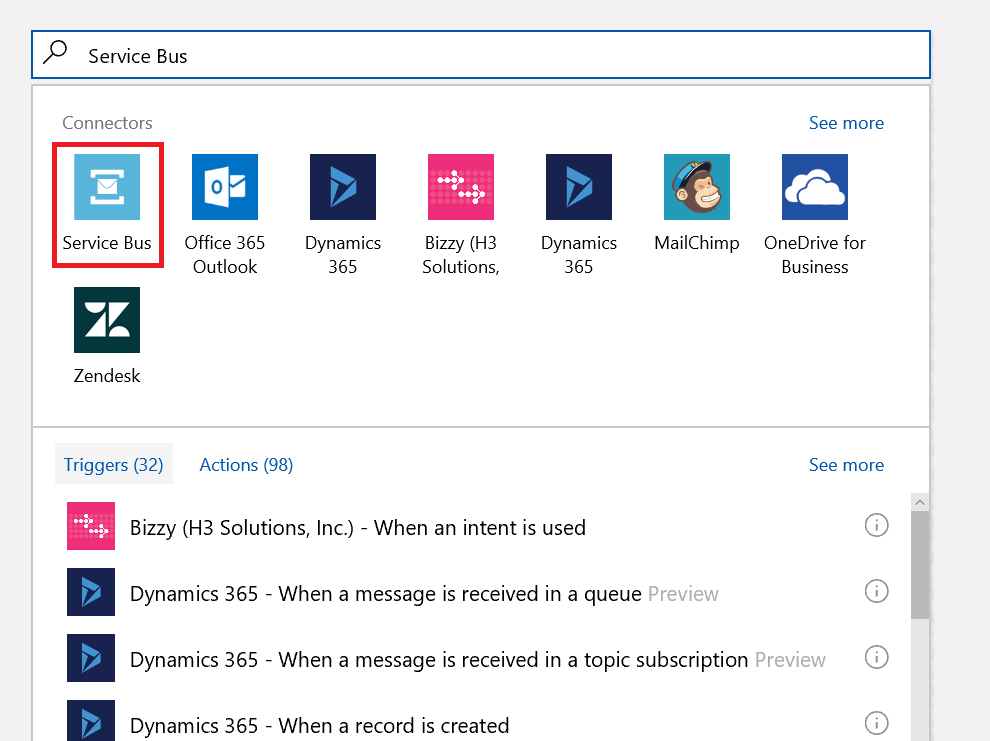 Service Bus
Connectors
See more
Service Bus
Office 365
Outlook
Dynamics
365
Bizzy (H3
Solutions,
Dynamics
365
MailChimp
OneDrive for
Business
Zendesk
Triggers (32)
Actions (98)
See more
Bizzy (H3 Solutions, Inc.) - When an intent is used
Dynamics 365 - When a message is received in a queue Preview
Dynamics 365 - When a message is received in a topic subscription Preview
Dynamics 365 - When a record is created